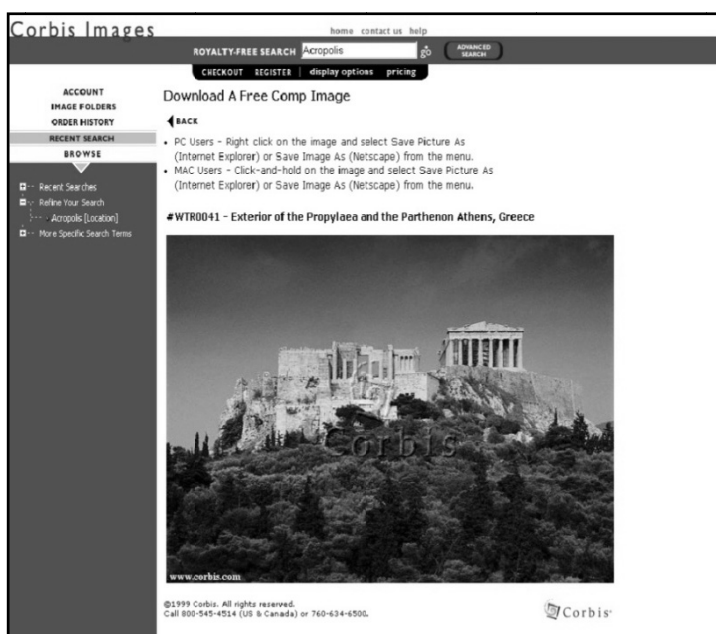 Corbis Images
home contact us help
ROYALTY-FREE SEARCH Acropolis go ADVANCED SEARCH
CHECKOUT REGISTER | display options pricing
ACCOUNT
IMAGE FOLDERS
ORDER HISTORY
RECENT SEARCH
BROWSE
Recent Searches
Refine Your Search
Acropolis [Location]
More Specific Search Terms
Download A Free Comp Image
BACK
• PC Users - Right click on the image and select Save Picture As
(Internet Explorer) or Save Image As (Netscape) from the menu.
• MAC Users - Click-and-hold on the image and select Save Picture As
(Internet Explorer) or Save Image As (Netscape) from the menu.
#WTR0041 - Exterior of the Propylaea and the Parthenon Athens, Greece
Corbis
www.corbis.com
©1999 Corbis. All rights reserved.
Call 800-545-4514 (US & Canada) or 760-634-6500.
Corbis